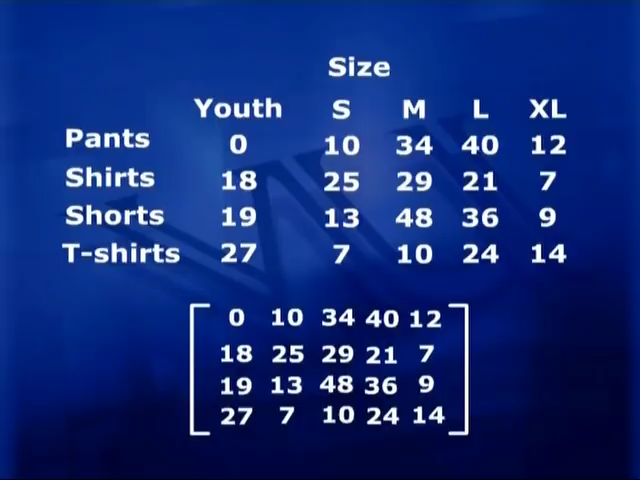 Size
Youth S M L XL
Pants 0 10 34 40 12
Shirts 18 25 29 21 7
Shorts 19 13 48 36 9
T-shirts 27 7 10 24 14
0 10 34 40 12
18 25 29 21 7
19 13 48 36 9
27 7 10 24 14
VU